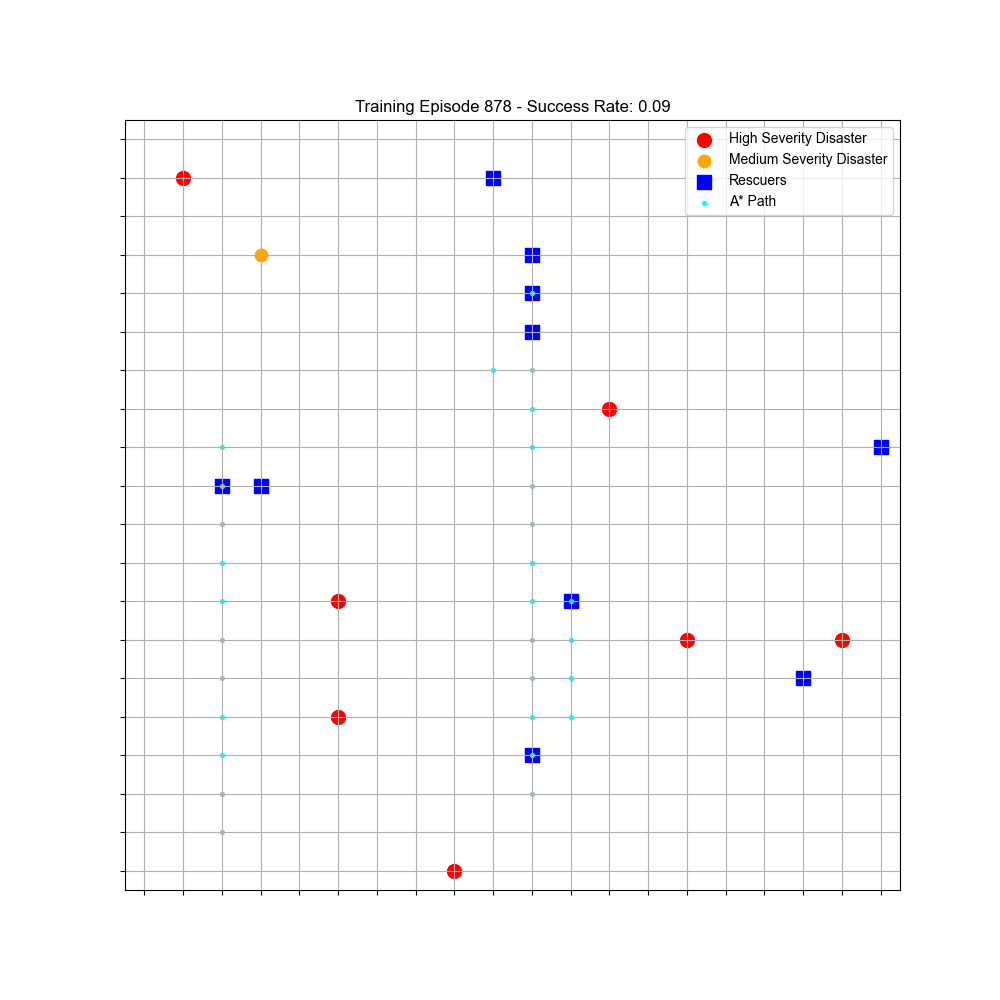 Training Episode 878 - Success Rate: 0.09
High Severity Disaster
Medium Severity Disaster
Rescuers
A* Path